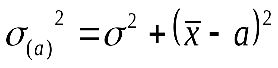 σ₍ₐ₎² = σ² + (x̄ − a)²